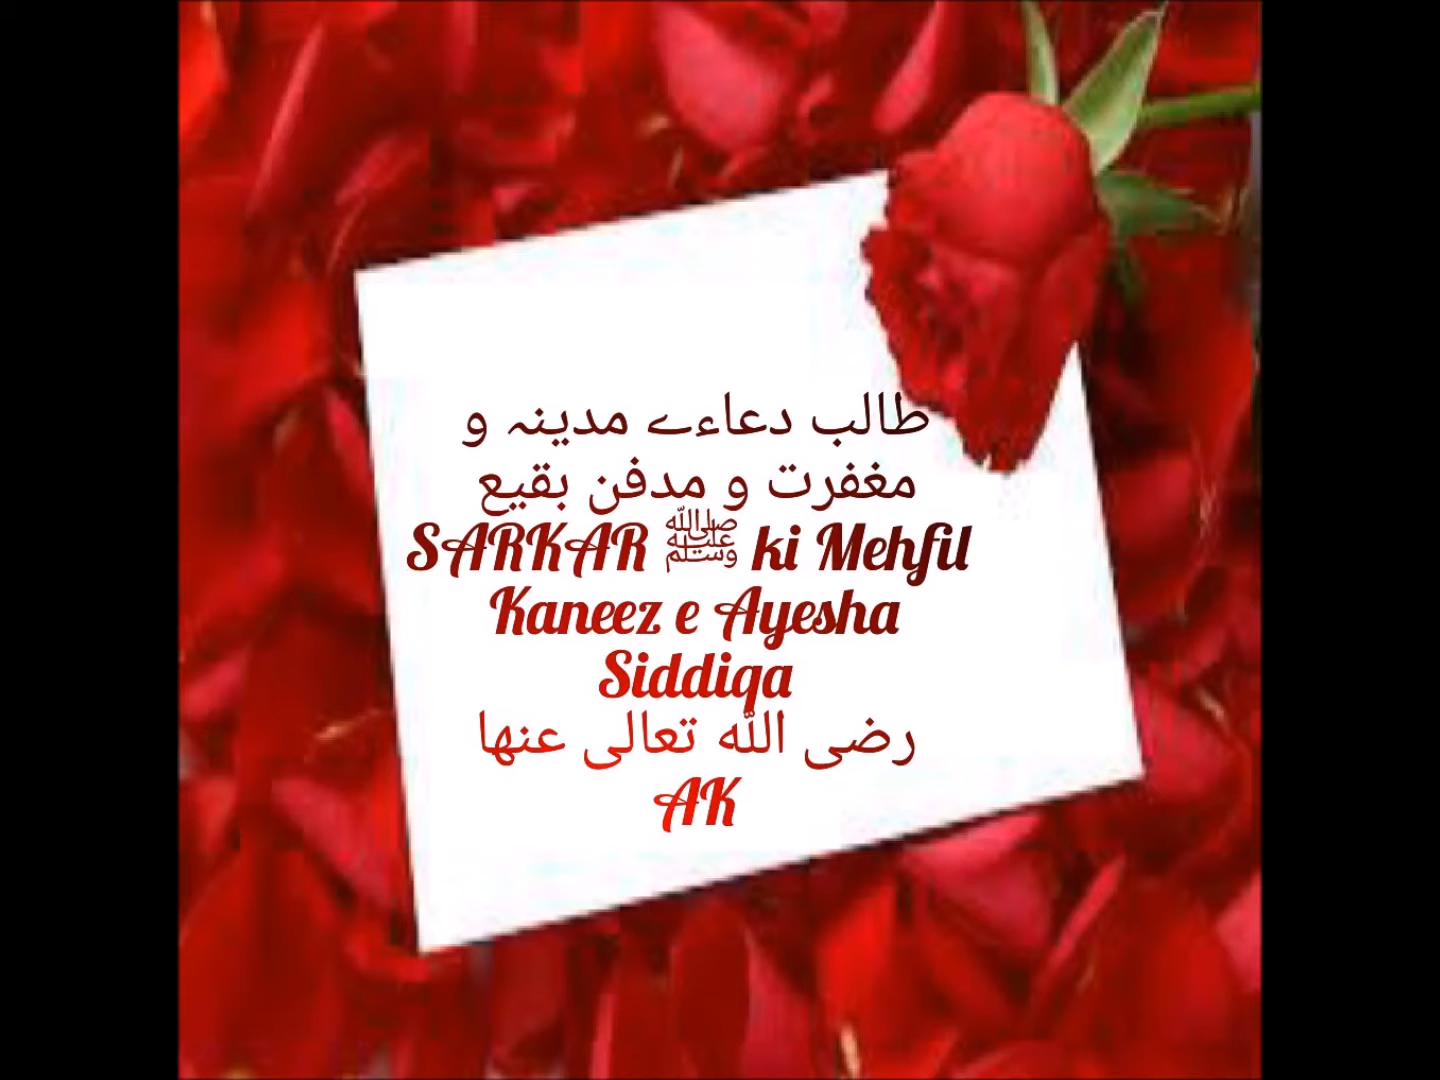 طالب دعاءے مدینہ و
مغفرت و مدفن بقیع
SARKAR ﷺ ki Mehfil
Kaneez e Ayesha
Siddiqa
رضی اللہ تعالی عنھا
AK